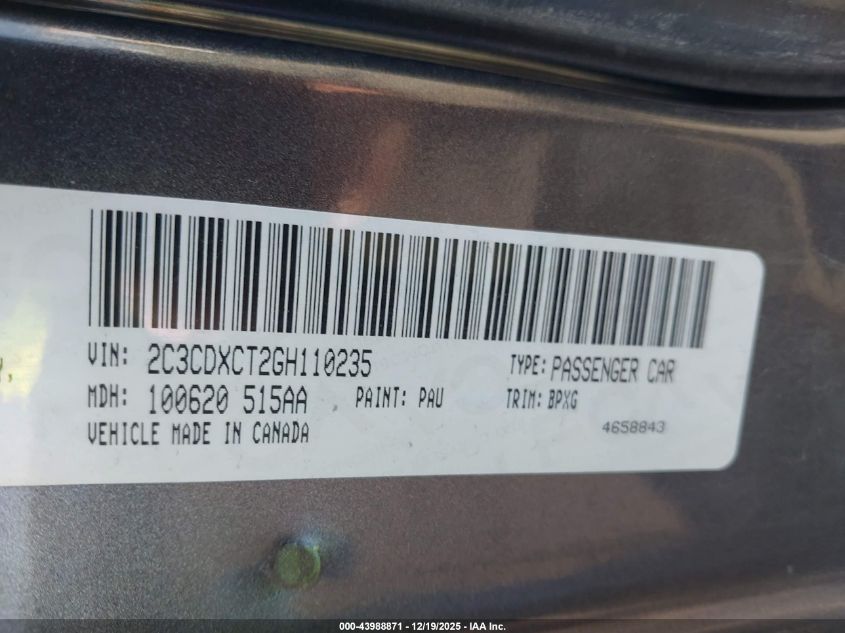 VIN: 2C3CDXCT2GH110235 TYPE: PASSENGER CAR
MDH: 100620 515AA PAINT: PAU TRIM: BPXG
VEHICLE MADE IN CANADA 4658843
000-43988871 - 12/19/2025 - IAA Inc.